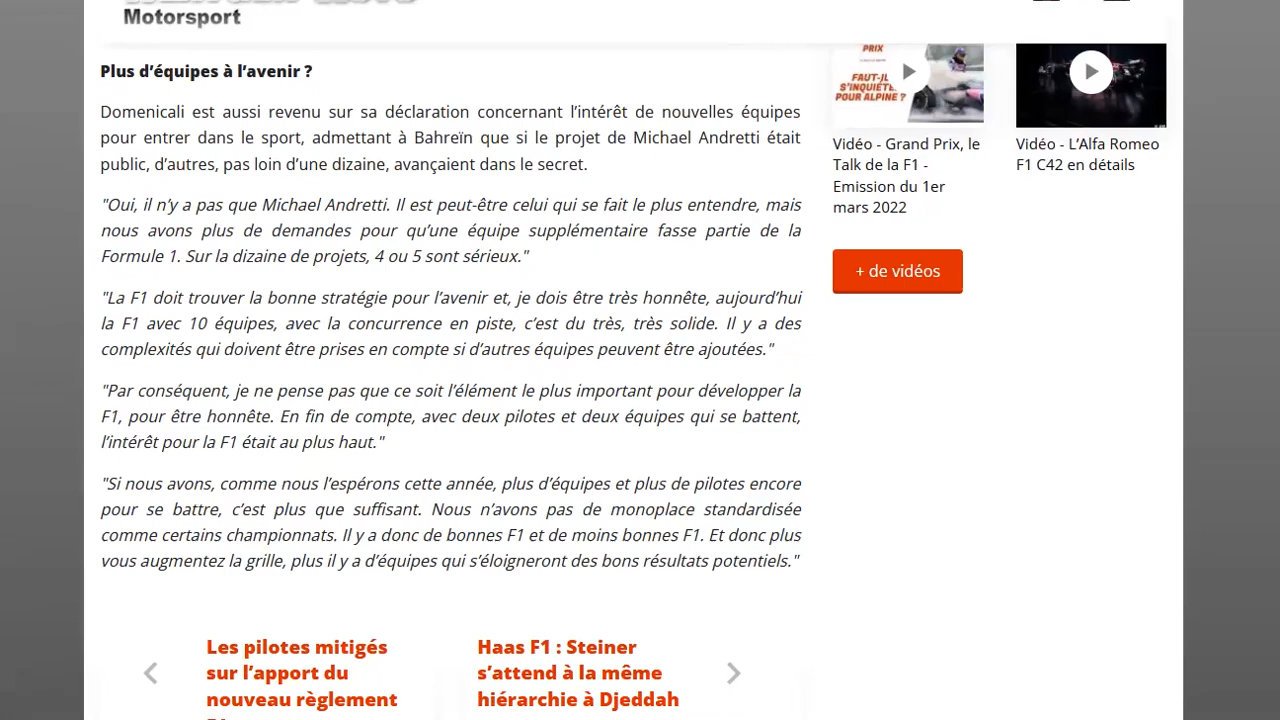 Motorsport
Plus d’équipes à l’avenir ?
Domenicali est aussi revenu sur sa déclaration concernant l’intérêt de nouvelles équipes
pour entrer dans le sport, admettant à Bahreïn que si le projet de Michael Andretti était
public, d’autres, pas loin d’une dizaine, avançaient dans le secret.
"Oui, il n’y a pas que Michael Andretti. Il est peut-être celui qui se fait le plus entendre, mais
nous avons plus de demandes pour qu’une équipe supplémentaire fasse partie de la
Formule 1. Sur la dizaine de projets, 4 ou 5 sont sérieux."
"La F1 doit trouver la bonne stratégie pour l’avenir et, je dois être très honnête, aujourd’hui
la F1 avec 10 équipes, avec la concurrence en piste, c’est du très, très solide. Il y a des
complexités qui doivent être prises en compte si d’autres équipes peuvent être ajoutées."
"Par conséquent, je ne pense pas que ce soit l’élément le plus important pour développer la
F1, pour être honnête. En fin de compte, avec deux pilotes et deux équipes qui se battent,
l’intérêt pour la F1 était au plus haut."
"Si nous avons, comme nous l’espérons cette année, plus d’équipes et plus de pilotes encore
pour se battre, c’est plus que suffisant. Nous n’avons pas de monoplace standardisée
comme certains championnats. Il y a donc de bonnes F1 et de moins bonnes F1. Et donc plus
vous augmentez la grille, plus il y a d’équipes qui s’éloigneront des bons résultats potentiels."
Les pilotes mitigés
sur l’apport du
nouveau règlement
Haas F1 : Steiner
s’attend à la même
hiérarchie à Djeddah
PRIX
FAUT-IL
S’INQUIÉTER
POUR ALPINE ?
Vidéo - Grand Prix, le
Talk de la F1 -
Emission du 1er
mars 2022
Vidéo - L’Alfa Romeo
F1 C42 en détails
+ de vidéos